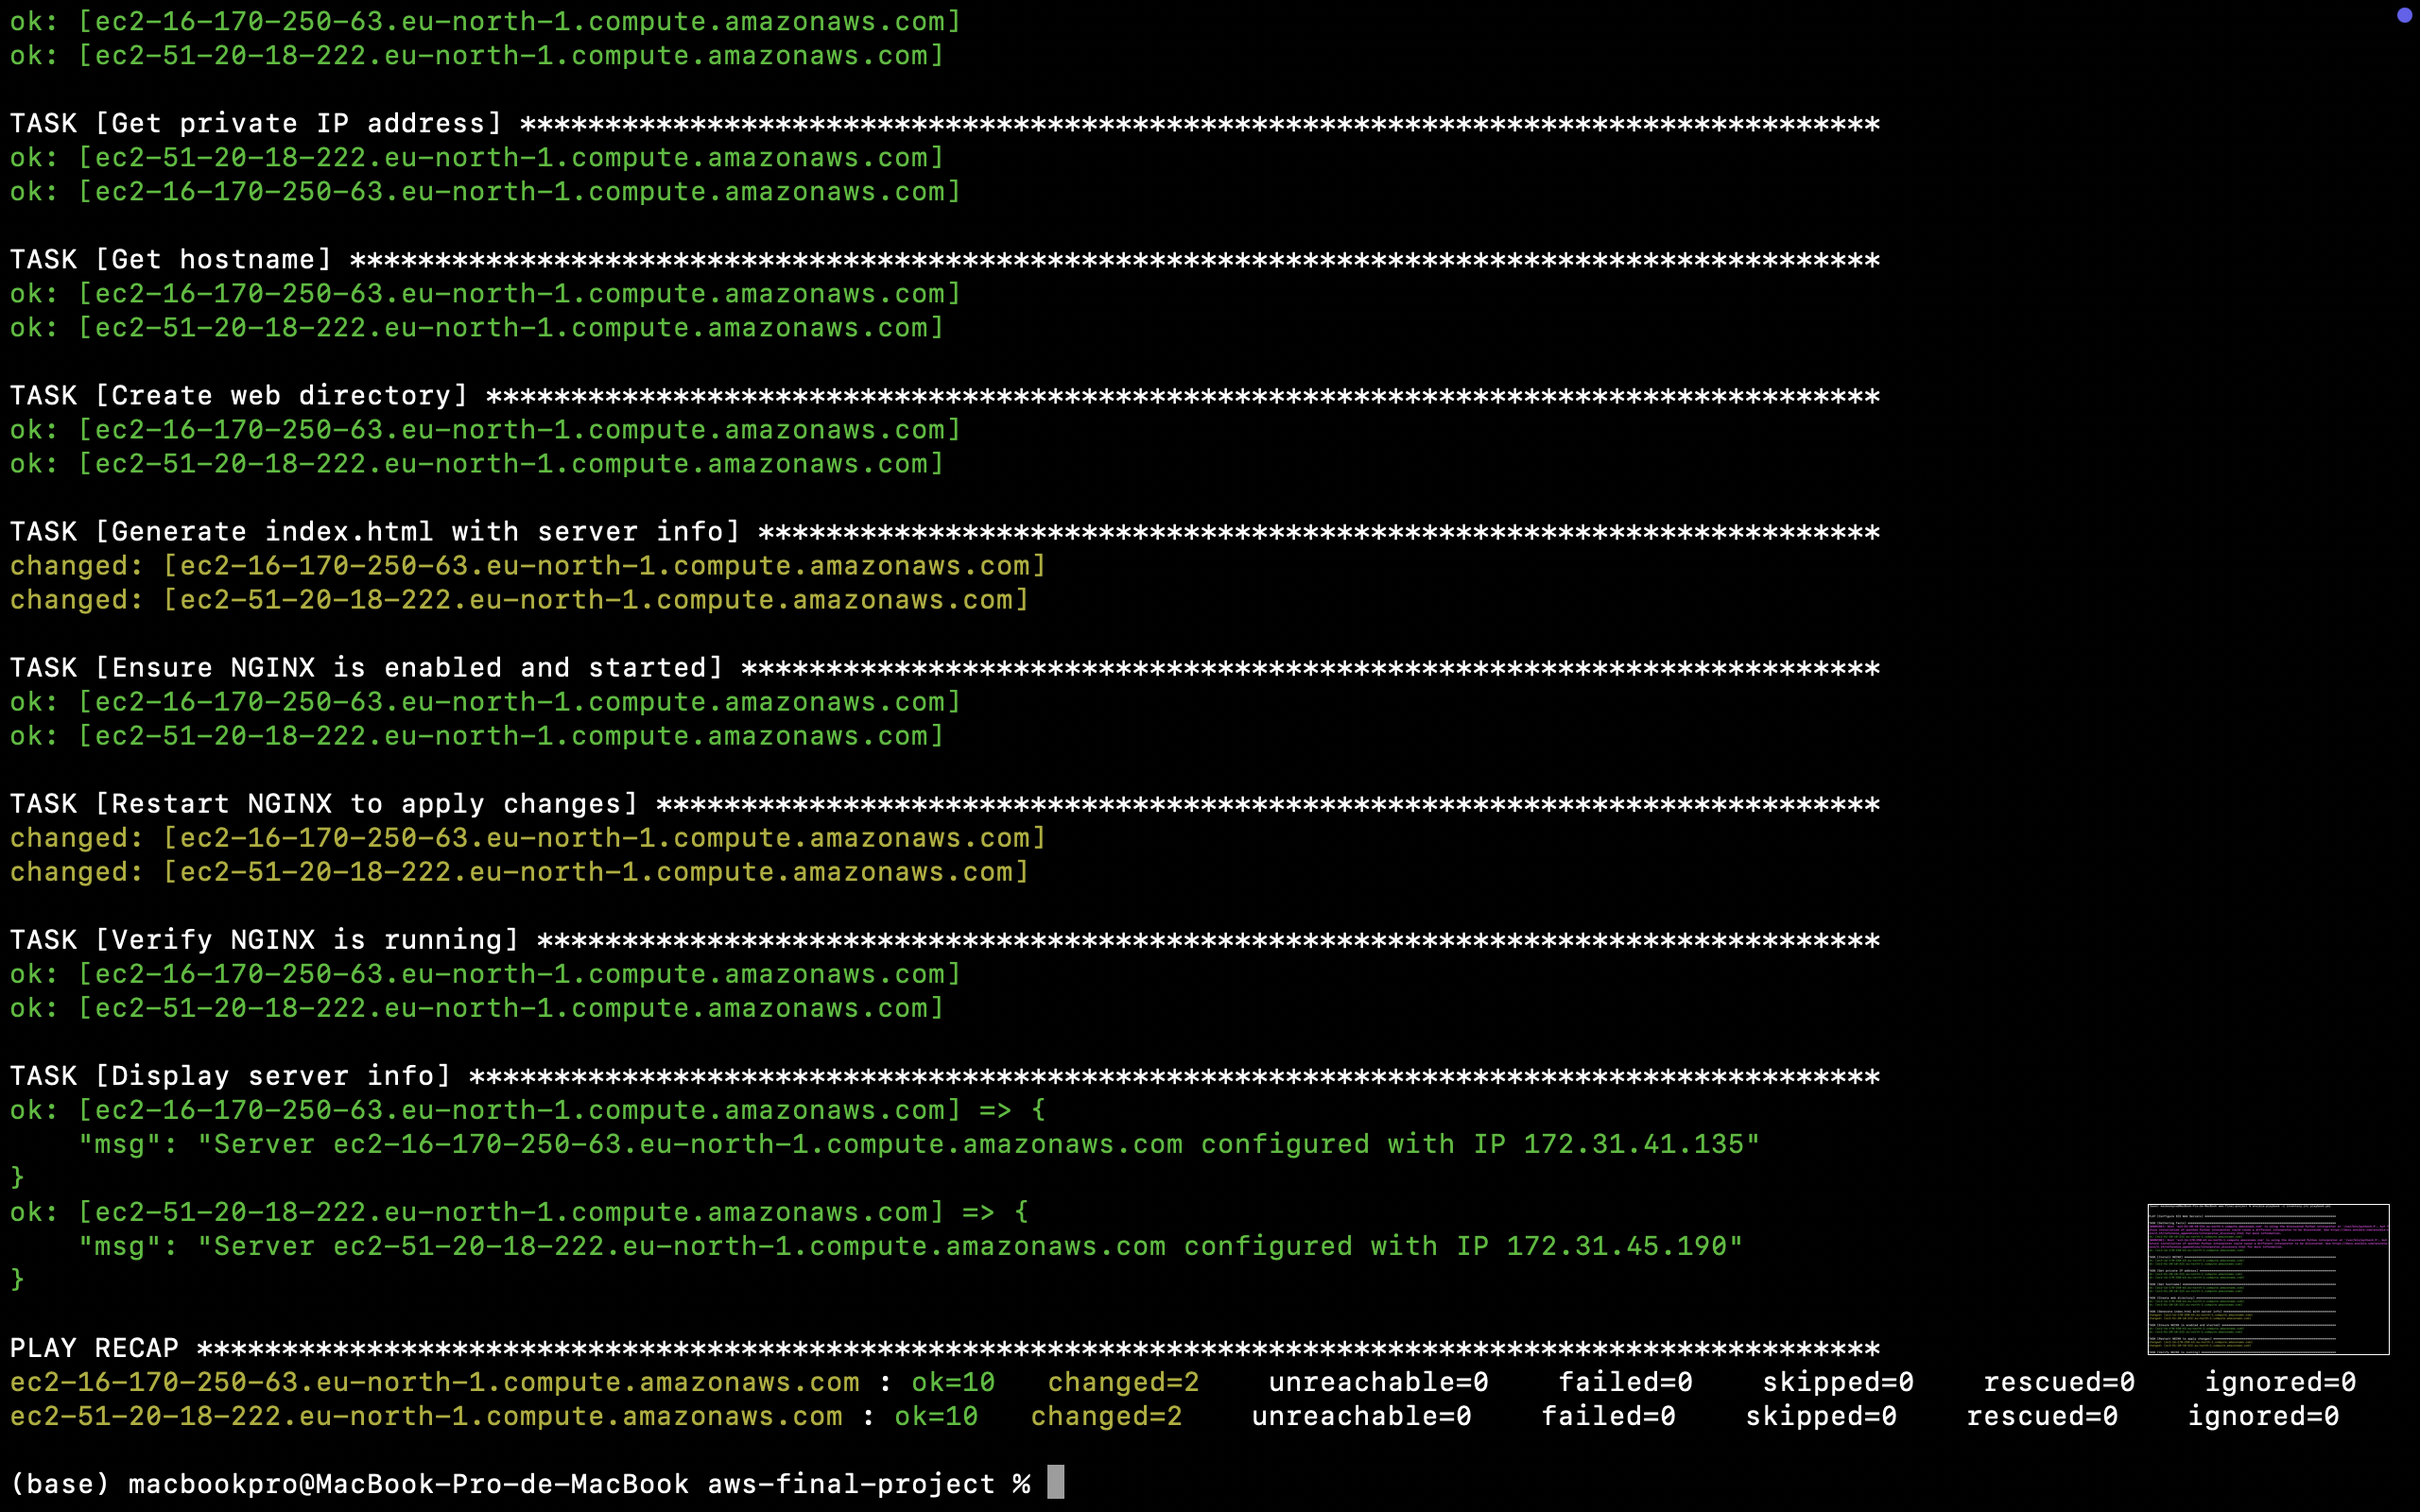 ok: [ec2-16-170-250-63.eu-north-1.compute.amazonaws.com]
ok: [ec2-51-20-18-222.eu-north-1.compute.amazonaws.com]
TASK [Get private IP address] ********************************************************************************
ok: [ec2-51-20-18-222.eu-north-1.compute.amazonaws.com]
ok: [ec2-16-170-250-63.eu-north-1.compute.amazonaws.com]
TASK [Get hostname] ******************************************************************************************
ok: [ec2-16-170-250-63.eu-north-1.compute.amazonaws.com]
ok: [ec2-51-20-18-222.eu-north-1.compute.amazonaws.com]
TASK [Create web directory] **********************************************************************************
ok: [ec2-16-170-250-63.eu-north-1.compute.amazonaws.com]
ok: [ec2-51-20-18-222.eu-north-1.compute.amazonaws.com]
TASK [Generate index.html with server info] ******************************************************************
changed: [ec2-16-170-250-63.eu-north-1.compute.amazonaws.com]
changed: [ec2-51-20-18-222.eu-north-1.compute.amazonaws.com]
TASK [Ensure NGINX is enabled and started] *******************************************************************
ok: [ec2-16-170-250-63.eu-north-1.compute.amazonaws.com]
ok: [ec2-51-20-18-222.eu-north-1.compute.amazonaws.com]
TASK [Restart NGINX to apply changes] ************************************************************************
changed: [ec2-16-170-250-63.eu-north-1.compute.amazonaws.com]
changed: [ec2-51-20-18-222.eu-north-1.compute.amazonaws.com]
TASK [Verify NGINX is running] *******************************************************************************
ok: [ec2-16-170-250-63.eu-north-1.compute.amazonaws.com]
ok: [ec2-51-20-18-222.eu-north-1.compute.amazonaws.com]
TASK [Display server info] ***********************************************************************************
ok: [ec2-16-170-250-63.eu-north-1.compute.amazonaws.com] => {
    "msg": "Server ec2-16-170-250-63.eu-north-1.compute.amazonaws.com configured with IP 172.31.41.135"
}
ok: [ec2-51-20-18-222.eu-north-1.compute.amazonaws.com] => {
    "msg": "Server ec2-51-20-18-222.eu-north-1.compute.amazonaws.com configured with IP 172.31.45.190"
}
PLAY RECAP ***************************************************************************************************
ec2-16-170-250-63.eu-north-1.compute.amazonaws.com : ok=10   changed=2    unreachable=0    failed=0    skipped=0    rescued=0    ignored=0
ec2-51-20-18-222.eu-north-1.compute.amazonaws.com : ok=10   changed=2    unreachable=0    failed=0    skipped=0    rescued=0    ignored=0
(base) macbookpro@MacBook-Pro-de-MacBook aws-final-project %